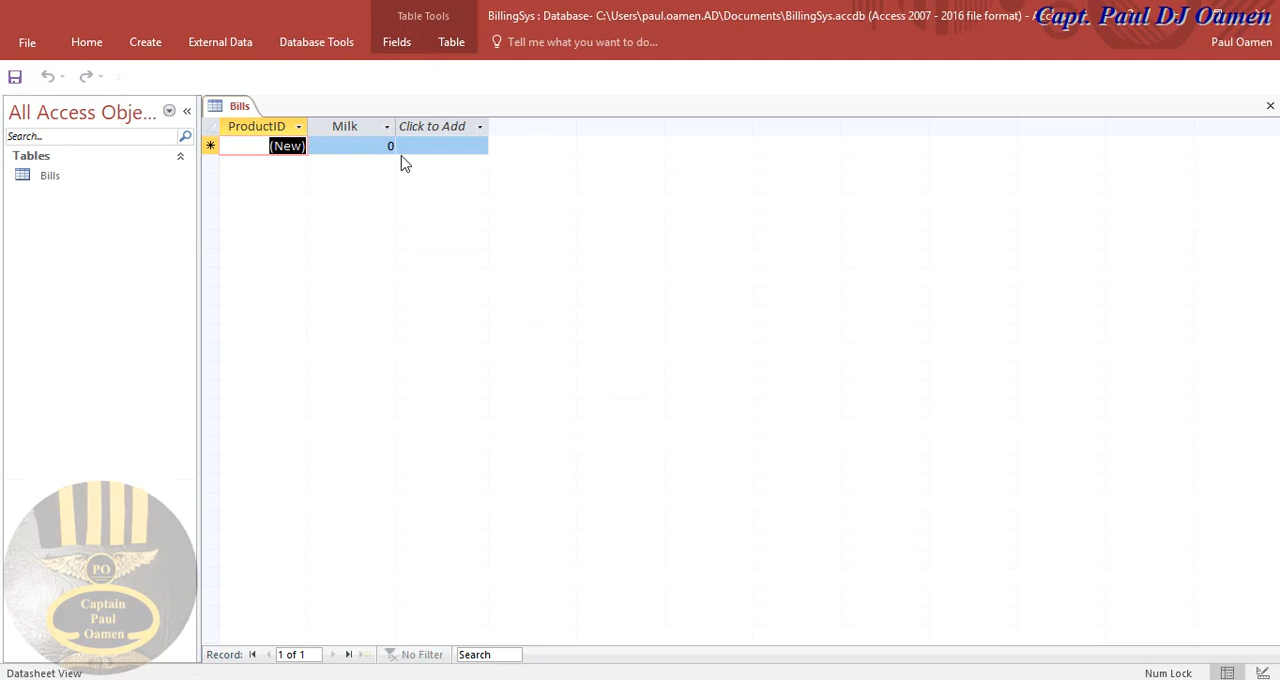 Table Tools
BillingSys : Database- C:\Users\paul.oamen.AD\Documents\BillingSys.accdb (Access 2007 - 2016 file format) -
Capt. Paul DJ Oamen
File Home Create External Data Database Tools Fields Table Tell me what you want to do... Paul Oamen
All Access Obje... «
Bills
Search...
ProductID Milk Click to Add
(New) 0
Tables
Bills
PO
Captain
Paul
Oamen
Record: 1 of 1 No Filter Search
Datasheet View Num Lock